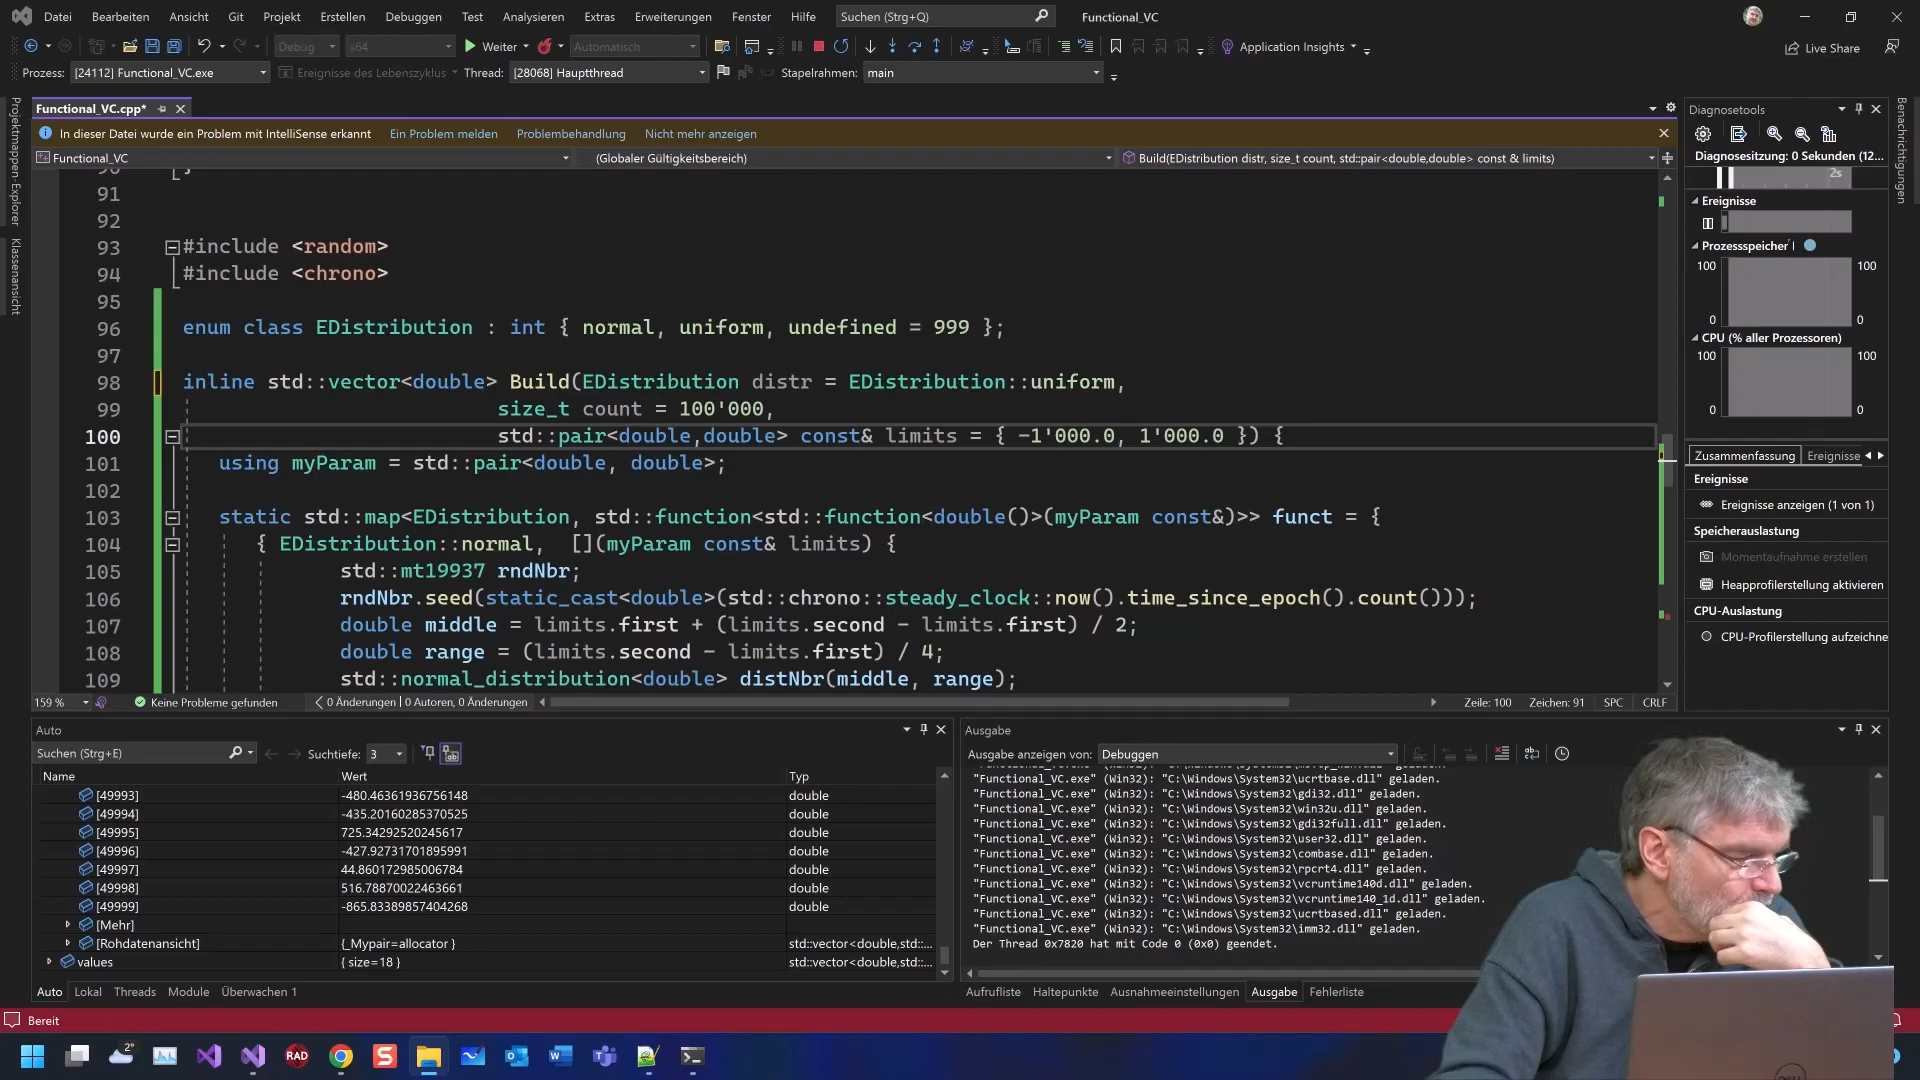 Datei Bearbeiten Ansicht Git Projekt Erstellen Debuggen Test Analysieren Extras Erweiterungen Fenster Hilfe Suchen (Strg+Q) Functional_VC
Debug x64 Weiter Automatisch Application Insights Live Share
Prozess: [24112] Functional_VC.exe Ereignisse des Lebenszyklus Thread: [28068] Hauptthread Stapelrahmen: main
Projektmappen-Explorer
Klassenansicht
Functional_VC.cpp*
In dieser Datei wurde ein Problem mit IntelliSense erkannt Ein Problem melden Problembehandlung Nicht mehr anzeigen
Functional_VC (Globaler Gültigkeitsbereich) Build(EDistribution distr, size_t count, std::pair<double,double> const & limits)
91
92
93 #include <random>
94 #include <chrono>
95
96 enum class EDistribution : int { normal, uniform, undefined = 999 };
97
98 inline std::vector<double> Build(EDistribution distr = EDistribution::uniform,
99 size_t count = 100'000,
100 std::pair<double,double> const& limits = { -1'000.0, 1'000.0 }) {
101 using myParam = std::pair<double, double>;
102
103 static std::map<EDistribution, std::function<std::function<double()>(myParam const&)>> funct = {
104 { EDistribution::normal, [](myParam const& limits) {
105 std::mt19937 rndNbr;
106 rndNbr.seed(static_cast<double>(std::chrono::steady_clock::now().time_since_epoch().count()));
107 double middle = limits.first + (limits.second - limits.first) / 2;
108 double range = (limits.second - limits.first) / 4;
109 std::normal_distribution<double> distNbr(middle, range);
159 % Keine Probleme gefunden 0 Änderungen | 0 Autoren, 0 Änderungen Zeile: 100 Zeichen: 91 SPC CRLF
Diagnosetools
Diagnosesitzung: 0 Sekunden (12...
2s
Ereignisse
Prozessspeicher
100 100
0 0
CPU (% aller Prozessoren)
100 100
0 0
Zusammenfassung Ereignisse
Ereignisse
Ereignisse anzeigen (1 von 1)
Speicherauslastung
Momentaufnahme erstellen
Heapprofilerstellung aktivieren
CPU-Auslastung
CPU-Profilerstellung aufzeichne
Benachrichtigungen
Auto
Suchen (Strg+E) Suchtiefe: 3
Name Wert Typ
[49993] -480.46361936756148 double
[49994] -435.20160285370525 double
[49995] 725.34292520245617 double
[49996] -427.92731701895991 double
[49997] 44.860172985006784 double
[49998] 516.78870022463661 double
[49999] -865.83389857404268 double
[Mehr]
[Rohdatenansicht] {_Mypair=allocator } std::vector<double,std::...
values { size=18 } std::vector<double,std::...
Auto Lokal Threads Module Überwachen 1
Ausgabe
Ausgabe anzeigen von: Debuggen
"Functional_VC.exe" (Win32): "C:\Windows\System32\ucrtbase.dll" geladen.
"Functional_VC.exe" (Win32): "C:\Windows\System32\gdi32.dll" geladen.
"Functional_VC.exe" (Win32): "C:\Windows\System32\win32u.dll" geladen.
"Functional_VC.exe" (Win32): "C:\Windows\System32\gdi32full.dll" geladen.
"Functional_VC.exe" (Win32): "C:\Windows\System32\user32.dll" geladen.
"Functional_VC.exe" (Win32): "C:\Windows\System32\combase.dll" geladen.
"Functional_VC.exe" (Win32): "C:\Windows\System32\rpcrt4.dll" geladen.
"Functional_VC.exe" (Win32): "C:\Windows\System32\vcruntime140d.dll" geladen.
"Functional_VC.exe" (Win32): "C:\Windows\System32\vcruntime140_1d.dll" geladen.
"Functional_VC.exe" (Win32): "C:\Windows\System32\ucrtbased.dll" geladen.
"Functional_VC.exe" (Win32): "C:\Windows\System32\imm32.dll" geladen.
Der Thread 0x7820 hat mit Code 0 (0x0) geendet.
Aufrufliste Haltepunkte Ausnahmeeinstellungen Ausgabe Fehlerliste
Bereit
2° RAD